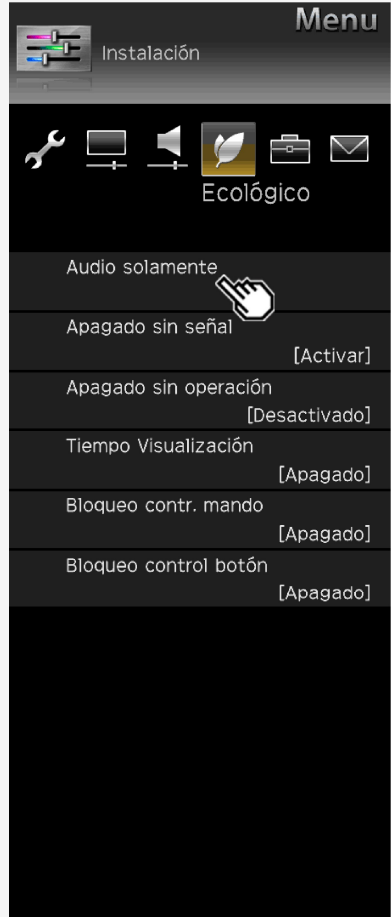 Menu
Instalación
Ecológico
Audio solamente
Apagado sin señal
[Activar]
Apagado sin operación
[Desactivado]
Tiempo Visualización
[Apagado]
Bloqueo contr. mando
[Apagado]
Bloqueo control botón
[Apagado]